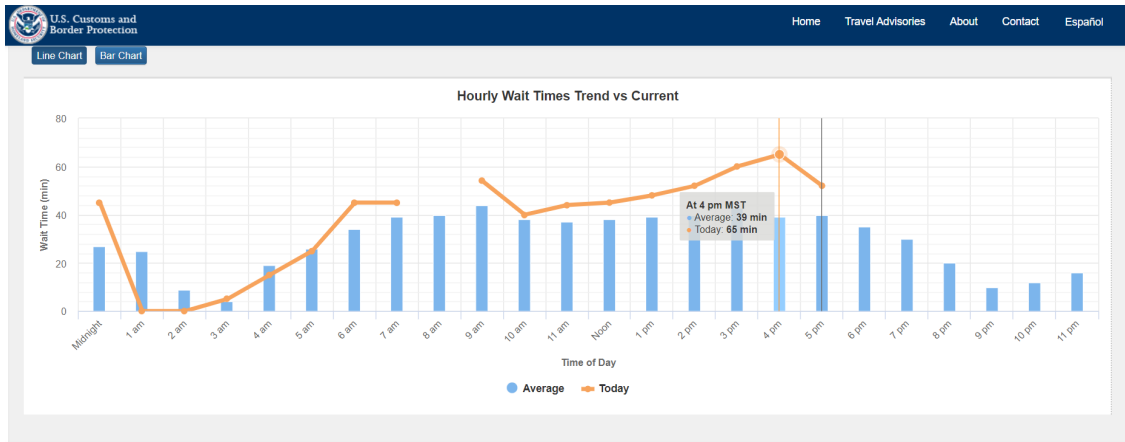 U.S. Customs and
Border Protection
Home Travel Advisories About Contact Español
Line Chart Bar Chart
Hourly Wait Times Trend vs Current
80
60
40
20
0
Wait Time (min)
At 4 pm MST
Average: 39 min
Today: 65 min
Midnight 1 am 2 am 3 am 4 am 5 am 6 am 7 am 8 am 9 am 10 am 11 am Noon 1 pm 2 pm 3 pm 4 pm 5 pm 6 pm 7 pm 8 pm 9 pm 10 pm 11 pm
Time of Day
Average Today